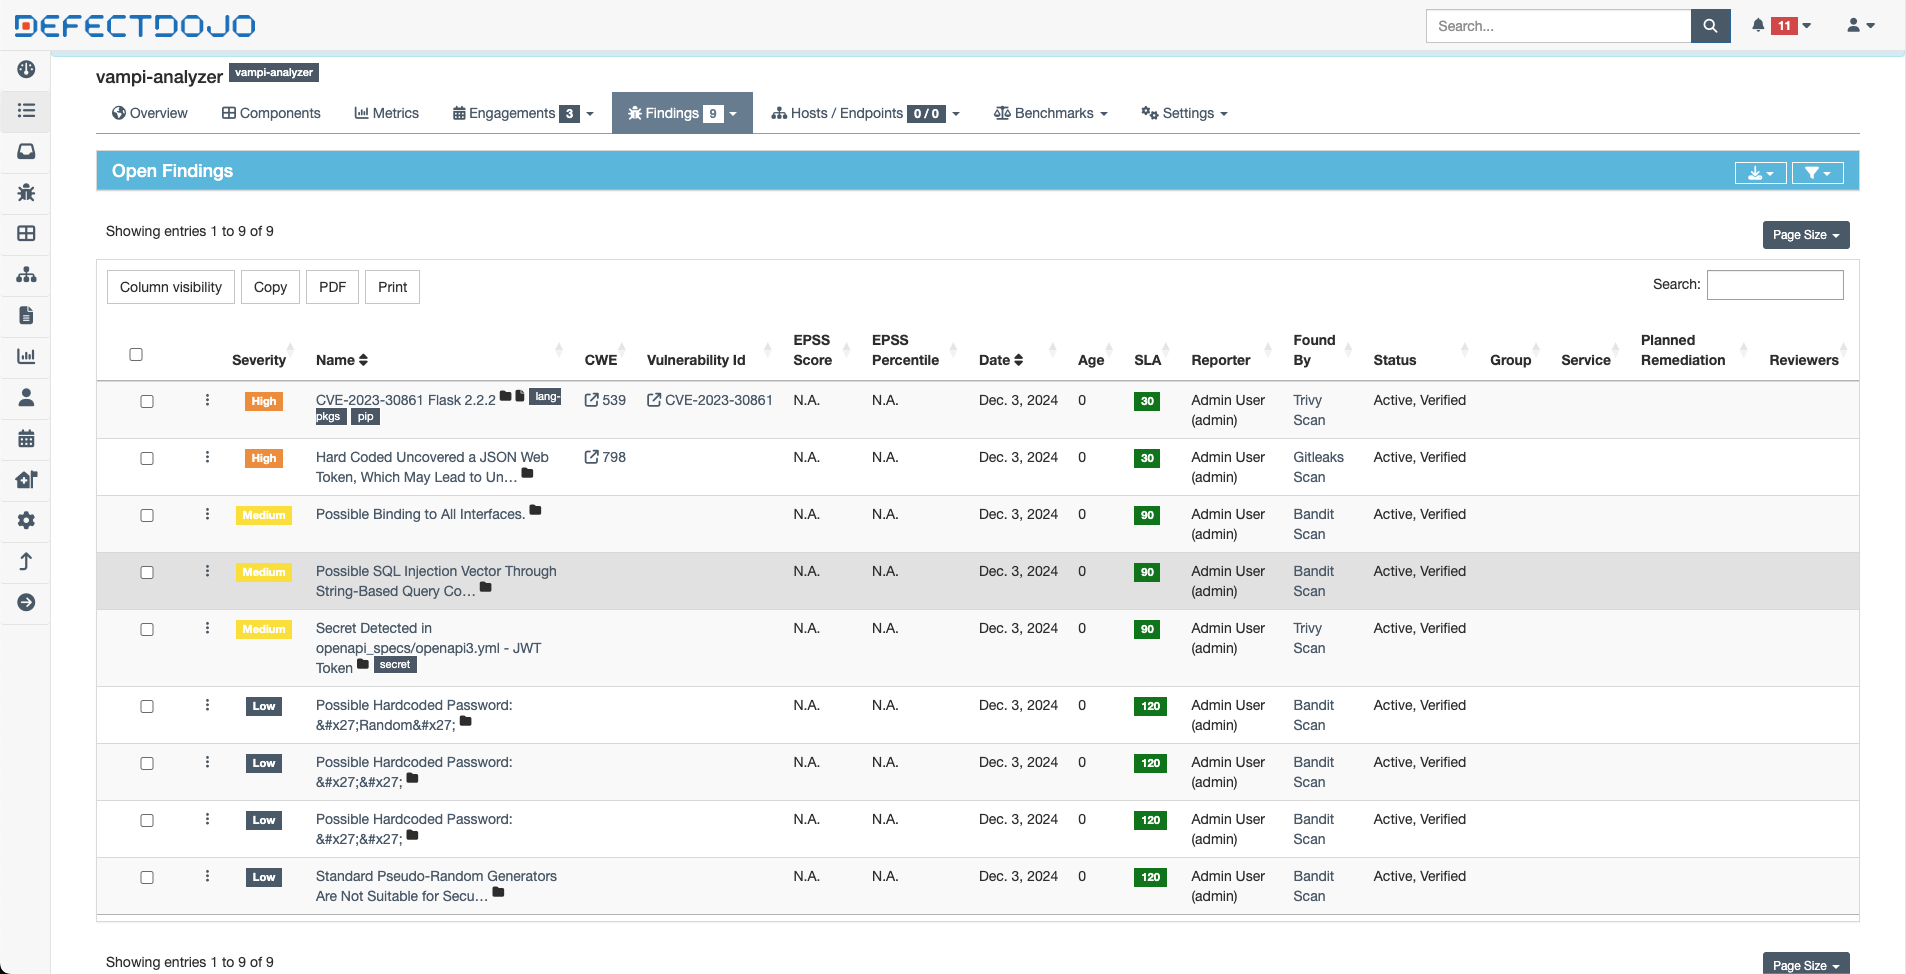 DEFECTDOJO
Search...
11
vampi-analyzer vampi-analyzer
Overview Components Metrics Engagements 3 Findings 9 Hosts / Endpoints 0 / 0 Benchmarks Settings
Open Findings
Showing entries 1 to 9 of 9
Page Size
Column visibility Copy PDF Print
Search:
Severity Name CWE Vulnerability Id EPSS Score EPSS Percentile Date Age SLA Reporter Found By Status Group Service Planned Remediation Reviewers
High CVE-2023-30861 Flask 2.2.2 lang-pkgs pip 539 CVE-2023-30861 N.A. N.A. Dec. 3, 2024 0 30 Admin User (admin) Trivy Scan Active, Verified
High Hard Coded Uncovered a JSON Web Token, Which May Lead to Un... 798 N.A. N.A. Dec. 3, 2024 0 30 Admin User (admin) Gitleaks Scan Active, Verified
Medium Possible Binding to All Interfaces. N.A. N.A. Dec. 3, 2024 0 90 Admin User (admin) Bandit Scan Active, Verified
Medium Possible SQL Injection Vector Through String-Based Query Co... N.A. N.A. Dec. 3, 2024 0 90 Admin User (admin) Bandit Scan Active, Verified
Medium Secret Detected in openapi_specs/openapi3.yml - JWT Token secret N.A. N.A. Dec. 3, 2024 0 90 Admin User (admin) Trivy Scan Active, Verified
Low Possible Hardcoded Password: &#x27;Random&#x27; N.A. N.A. Dec. 3, 2024 0 120 Admin User (admin) Bandit Scan Active, Verified
Low Possible Hardcoded Password: &#x27;&#x27; N.A. N.A. Dec. 3, 2024 0 120 Admin User (admin) Bandit Scan Active, Verified
Low Possible Hardcoded Password: &#x27;&#x27; N.A. N.A. Dec. 3, 2024 0 120 Admin User (admin) Bandit Scan Active, Verified
Low Standard Pseudo-Random Generators Are Not Suitable for Secu... N.A. N.A. Dec. 3, 2024 0 120 Admin User (admin) Bandit Scan Active, Verified
Showing entries 1 to 9 of 9
Page Size